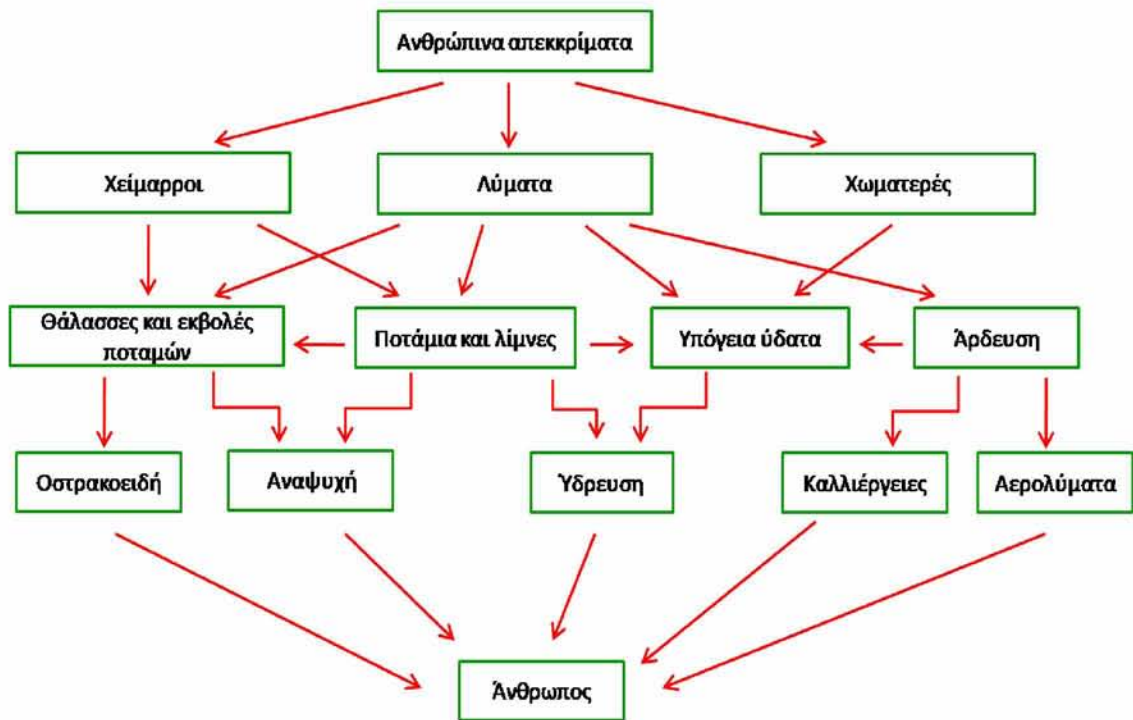 Ανθρώπινα απεκκρίματα
Χείμαρροι
Λύματα
Χωματερές
Θάλασσες και εκβολές
ποταμών
Ποτάμια και λίμνες
Υπόγεια ύδατα
Άρδευση
Οστρακοειδή
Αναψυχή
Ύδρευση
Καλλιέργειες
Αερολύματα
Άνθρωπος